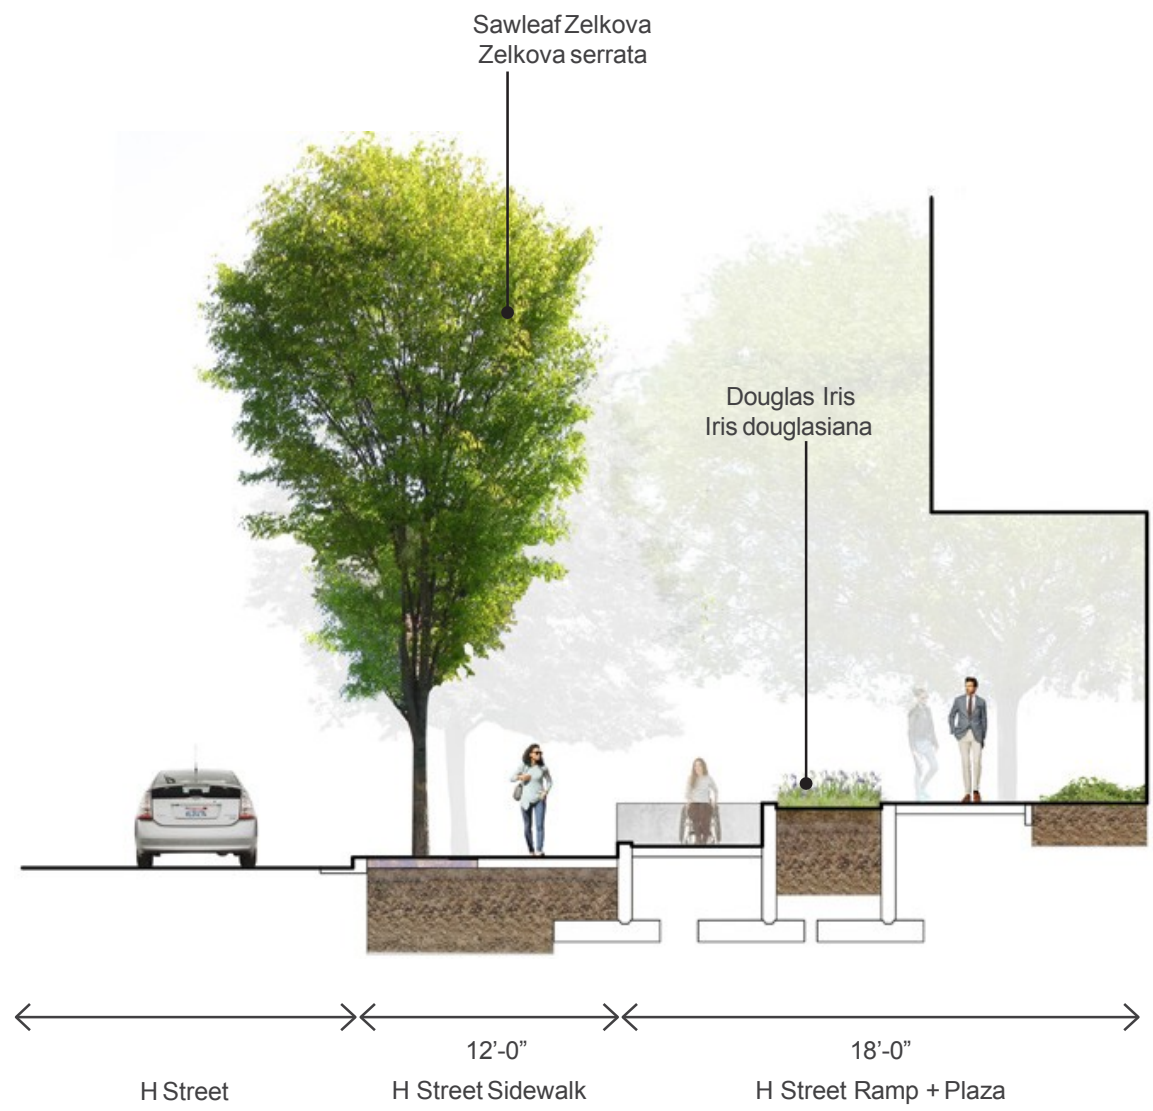 Sawleaf Zelkova
Zelkova serrata
Douglas Iris
Iris douglasiana
12’-0”
18’-0”
H Street
H Street Sidewalk
H Street Ramp + Plaza